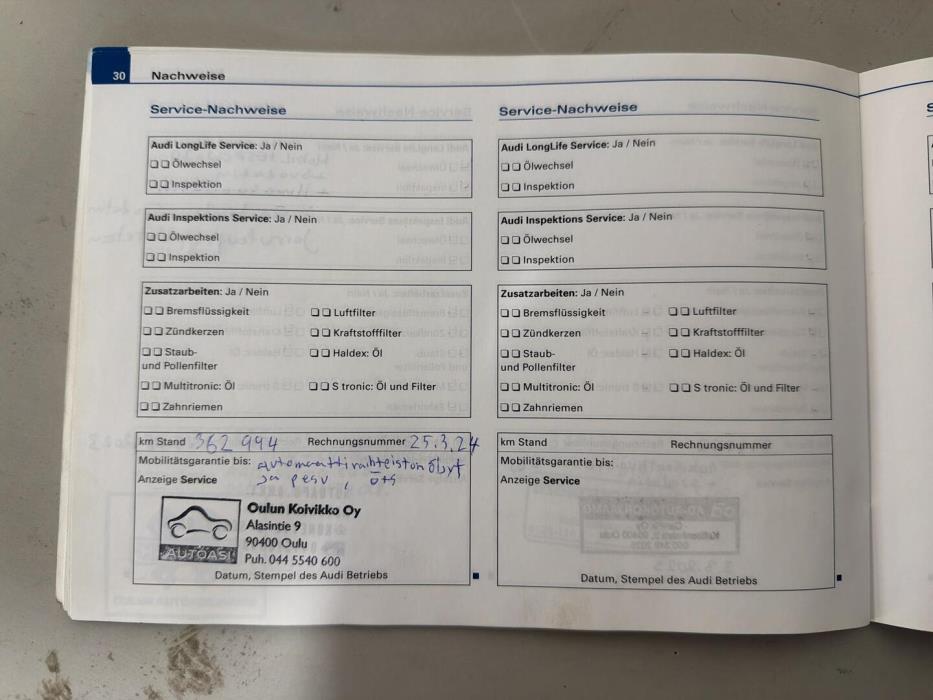 30 Nachweise
Service-Nachweise
Audi LongLife Service: Ja / Nein
Ölwechsel
Inspektion
Audi Inspektions Service: Ja / Nein
Ölwechsel
Inspektion
Zusatzarbeiten: Ja / Nein
Bremsflüssigkeit Luftfilter
Zündkerzen Kraftstofffilter
Staub- Haldex: Öl
und Pollenfilter
Multitronic: Öl S tronic: Öl und Filter
Zahnriemen
km Stand 362 994 Rechnungsnummer 25.3.24
Mobilitätsgarantie bis: automaattivaihteiston öljyt
Anzeige Service ja pesu,
AUTOASI
Oulun Koivikko Oy
Alasintie 9
90400 Oulu
Puh. 044 5540 600
Datum, Stempel des Audi Betriebs
Service-Nachweise
Audi LongLife Service: Ja / Nein
Ölwechsel
Inspektion
Audi Inspektions Service: Ja / Nein
Ölwechsel
Inspektion
Zusatzarbeiten: Ja / Nein
Bremsflüssigkeit Luftfilter
Zündkerzen Kraftstofffilter
Staub- Haldex: Öl
und Pollenfilter
Multitronic: Öl S tronic: Öl und Filter
Zahnriemen
km Stand Rechnungsnummer
Mobilitätsgarantie bis:
Anzeige Service
Datum, Stempel des Audi Betriebs